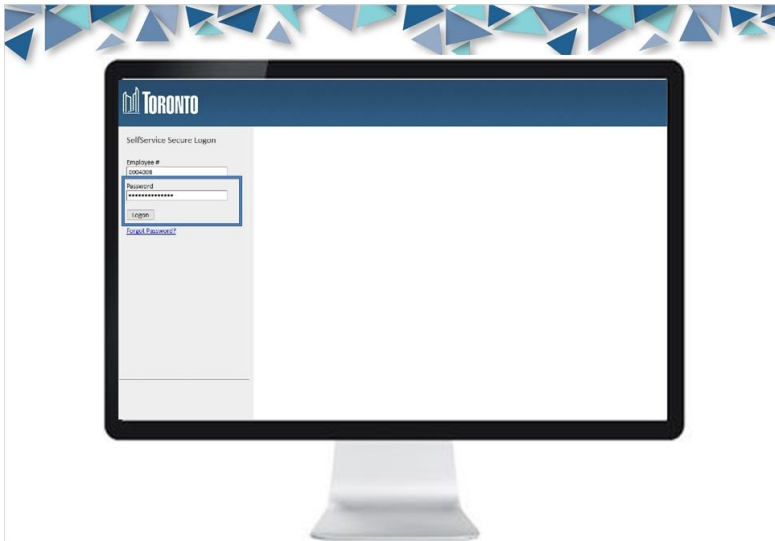 TORONTO
SelfService Secure Logon
Employee #
0004008
Password
••••••••••••••
Logon
Forgot Password?